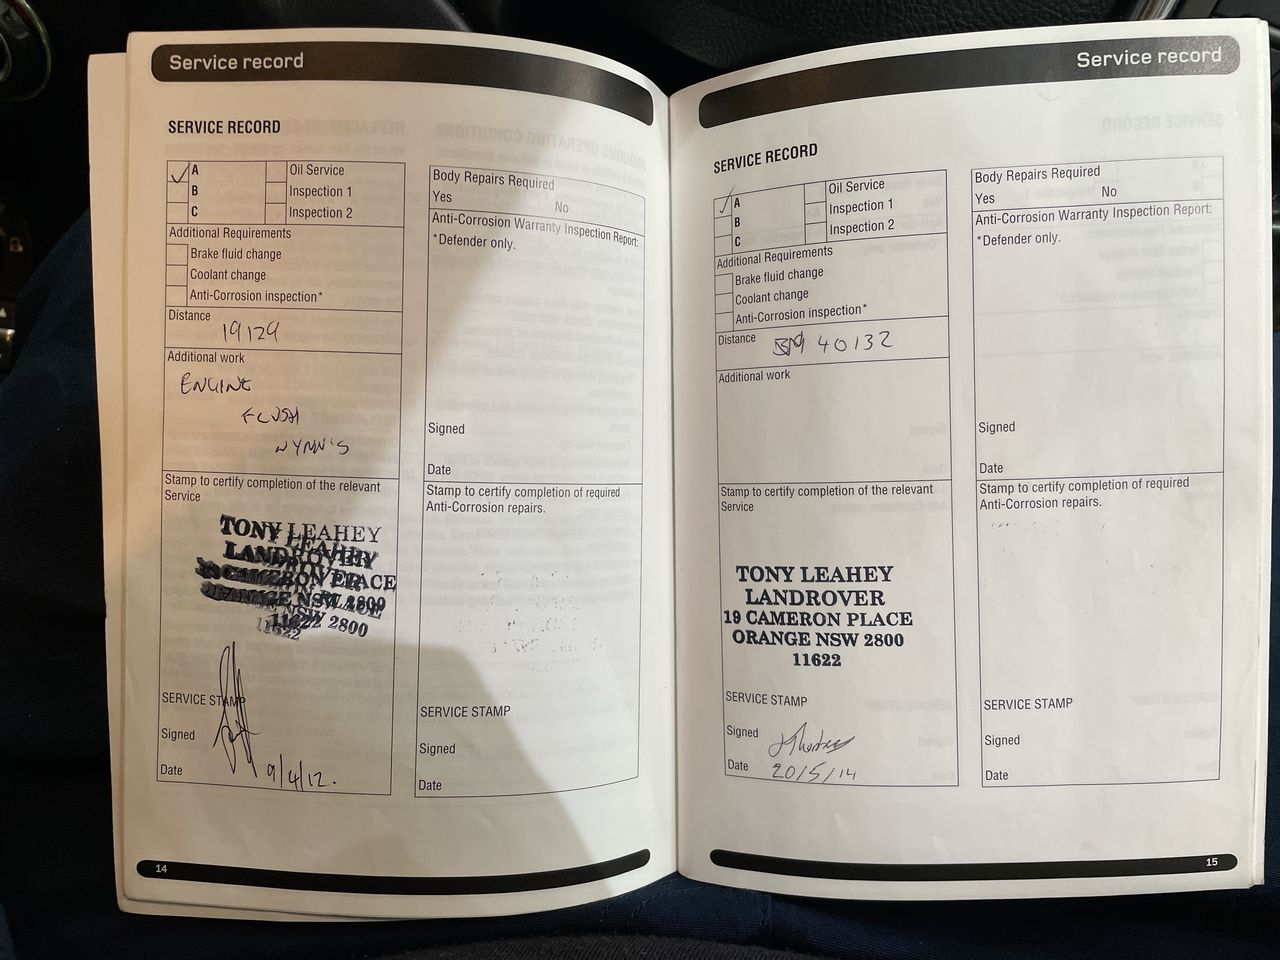 Service record
SERVICE RECORD
A
B
C
Oil Service
Inspection 1
Inspection 2
Additional Requirements
Brake fluid change
Coolant change
Anti-Corrosion inspection*
Distance
19129
Additional work
ENGINE
FLUSH
WYNN'S
Stamp to certify completion of the relevant
Service
TONY LEAHEY
LANDROVER
19 CAMERON PLACE
ORANGE NSW 2800
11622
SERVICE STAMP
Signed
Date 9/4/12.
Body Repairs Required
Yes No
Anti-Corrosion Warranty Inspection Report:
*Defender only.
Signed
Date
Stamp to certify completion of required
Anti-Corrosion repairs.
SERVICE STAMP
Signed
Date
14
Service record
SERVICE RECORD
A
B
C
Oil Service
Inspection 1
Inspection 2
Additional Requirements
Brake fluid change
Coolant change
Anti-Corrosion inspection*
Distance 40132
Additional work
Stamp to certify completion of the relevant
Service
TONY LEAHEY
LANDROVER
19 CAMERON PLACE
ORANGE NSW 2800
11622
SERVICE STAMP
Signed
Date 20/5/14
Body Repairs Required
Yes No
Anti-Corrosion Warranty Inspection Report:
*Defender only.
Signed
Date
Stamp to certify completion of required
Anti-Corrosion repairs.
SERVICE STAMP
Signed
Date
15